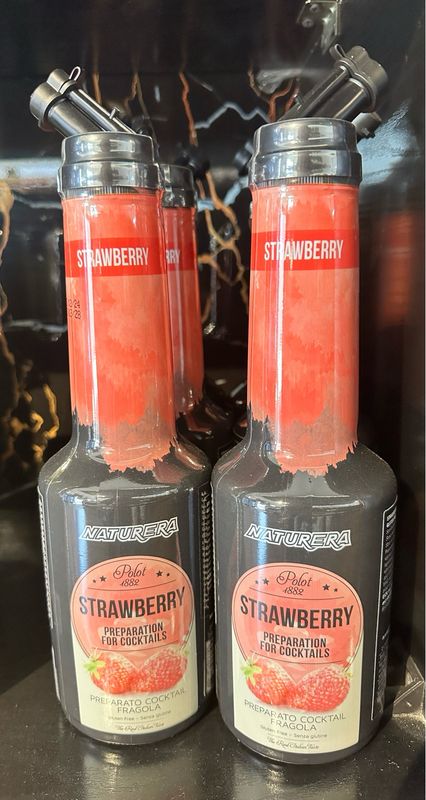 STRAWBERRY
RRY
STRAWBERRY
NATURERA
Polot
1882
STRAWBERRY
PREPARATION
FOR COCKTAILS
PREPARATO COCKTAIL
FRAGOLA
Gluten Free - Senza glutine
The Real Italian Taste
NATURERA
Polot
1882
STRAWBERRY
PREPARATION
FOR COCKTAILS
PREPARATO COCKTAIL
FRAGOLA
Gluten Free - Senza glutine
The Real Italian Taste